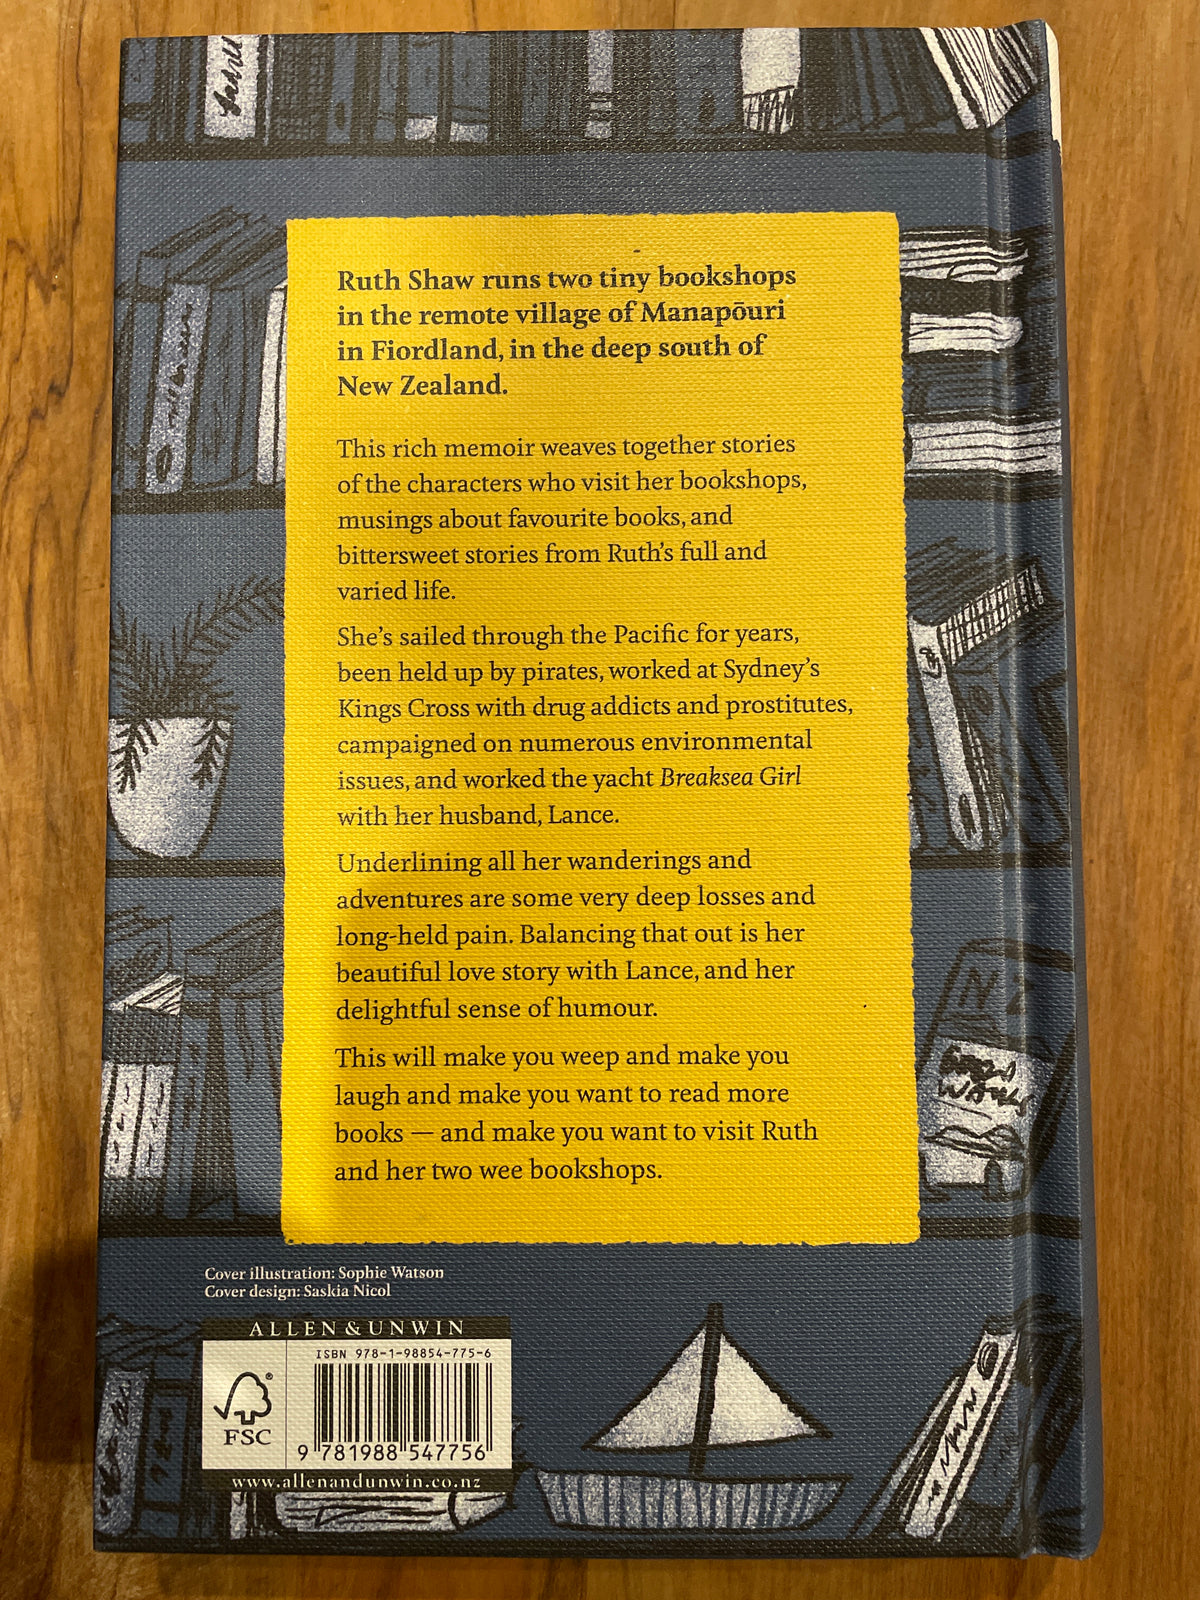 Ruth Shaw runs two tiny bookshops
in the remote village of Manapōuri
in Fiordland, in the deep south of
New Zealand.
This rich memoir weaves together stories
of the characters who visit her bookshops,
musings about favourite books, and
bittersweet stories from Ruth's full and
varied life.
She's sailed through the Pacific for years,
been held up by pirates, worked at Sydney's
Kings Cross with drug addicts and prostitutes,
campaigned on numerous environmental
issues, and worked the yacht Breaksea Girl
with her husband, Lance.
Underlining all her wanderings and
adventures are some very deep losses and
long-held pain. Balancing that out is her
beautiful love story with Lance, and her
delightful sense of humour.
This will make you weep and make you
laugh and make you want to read more
books — and make you want to visit Ruth
and her two wee bookshops.
Cover illustration: Sophie Watson
Cover design: Saskia Nicol
ALLEN & UNWIN
ISBN 978-1-98854-775-6
FSC®
9 781988 547756
www.allenandunwin.co.nz